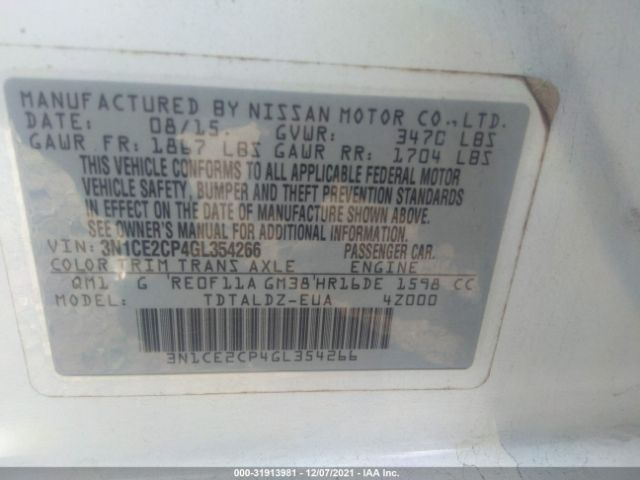 MANUFACTURED BY NISSAN MOTOR CO.,LTD.
DATE: 08/15. GVWR: 3470 LBS
GAWR FR: 1867 LBS GAWR RR: 1704 LBS
THIS VEHICLE CONFORMS TO ALL APPLICABLE FEDERAL MOTOR
VEHICLE SAFETY, BUMPER AND THEFT PREVENTION STANDARDS
IN EFFECT ON THE DATE OF MANUFACTURE SHOWN ABOVE.
SEE OWNER'S MANUAL FOR ADDITIONAL INFORMATION.
VIN: 3N1CE2CP4GL354266 PASSENGER CAR.
COLOR TRIM TRANS AXLE ENGINE
QM1 G RE0F11A GM38 HR16DE 1598 CC
MODEL: TDTALDZ-EUA 4Z000
3N1CE2CP4GL354266
000-31913981 - 12/07/2021 - IAA Inc.